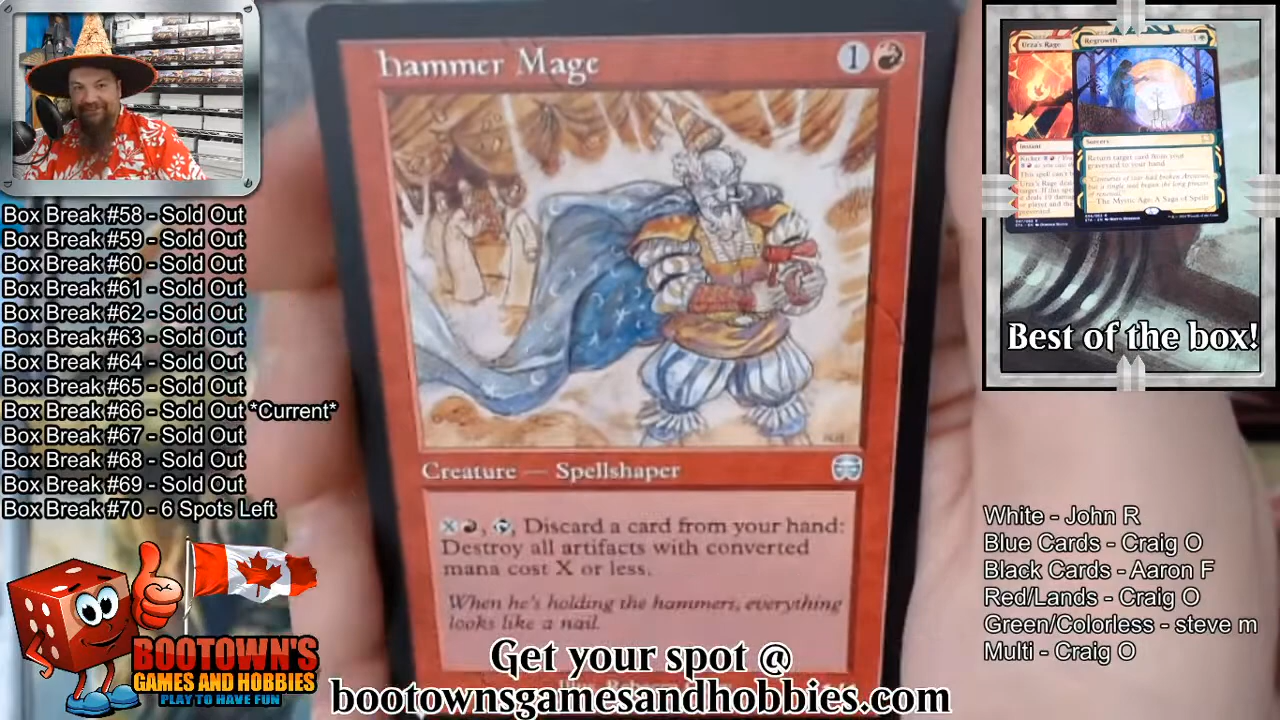 Box Break #58 - Sold Out
Box Break #59 - Sold Out
Box Break #60 - Sold Out
Box Break #61 - Sold Out
Box Break #62 - Sold Out
Box Break #63 - Sold Out
Box Break #64 - Sold Out
Box Break #65 - Sold Out
Box Break #66 - Sold Out *Current*
Box Break #67 - Sold Out
Box Break #68 - Sold Out
Box Break #69 - Sold Out
Box Break #70 - 6 Spots Left
BOOTOWN'S
GAMES AND HOBBIES
PLAY TO HAVE FUN
hammer Mage
1
Creature — Spellshaper
X, Discard a card from your hand:
Destroy all artifacts with converted
mana cost X or less.
When he's holding the hammers, everything
looks like a nail.
Get your spot @
bootownsgamesandhobbies.com
Urza's Rage
Instant
Regrowth
Sorcery
Return target card from your
graveyard to your hand.
The Mystic Age: A Saga of Spells
Best of the box!
White - John R
Blue Cards - Craig O
Black Cards - Aaron F
Red/Lands - Craig O
Green/Colorless - steve m
Multi - Craig O